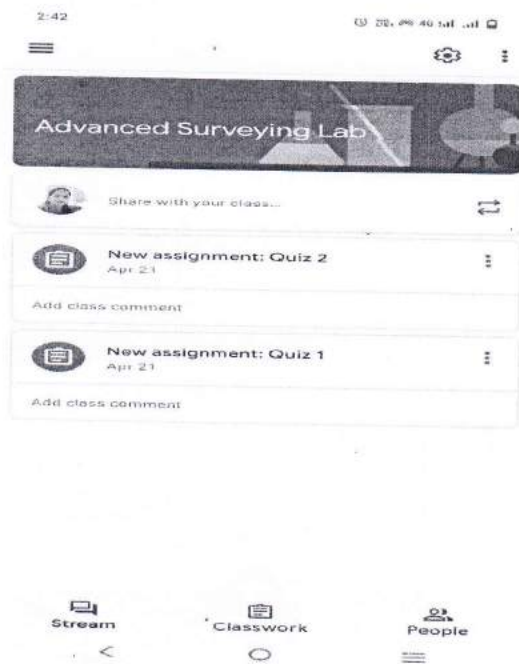 2:42
Advanced Surveying Lab
Share with your class...
New assignment: Quiz 2
Apr 21
Add class comment
New assignment: Quiz 1
Apr 21
Add class comment
Stream
Classwork
People